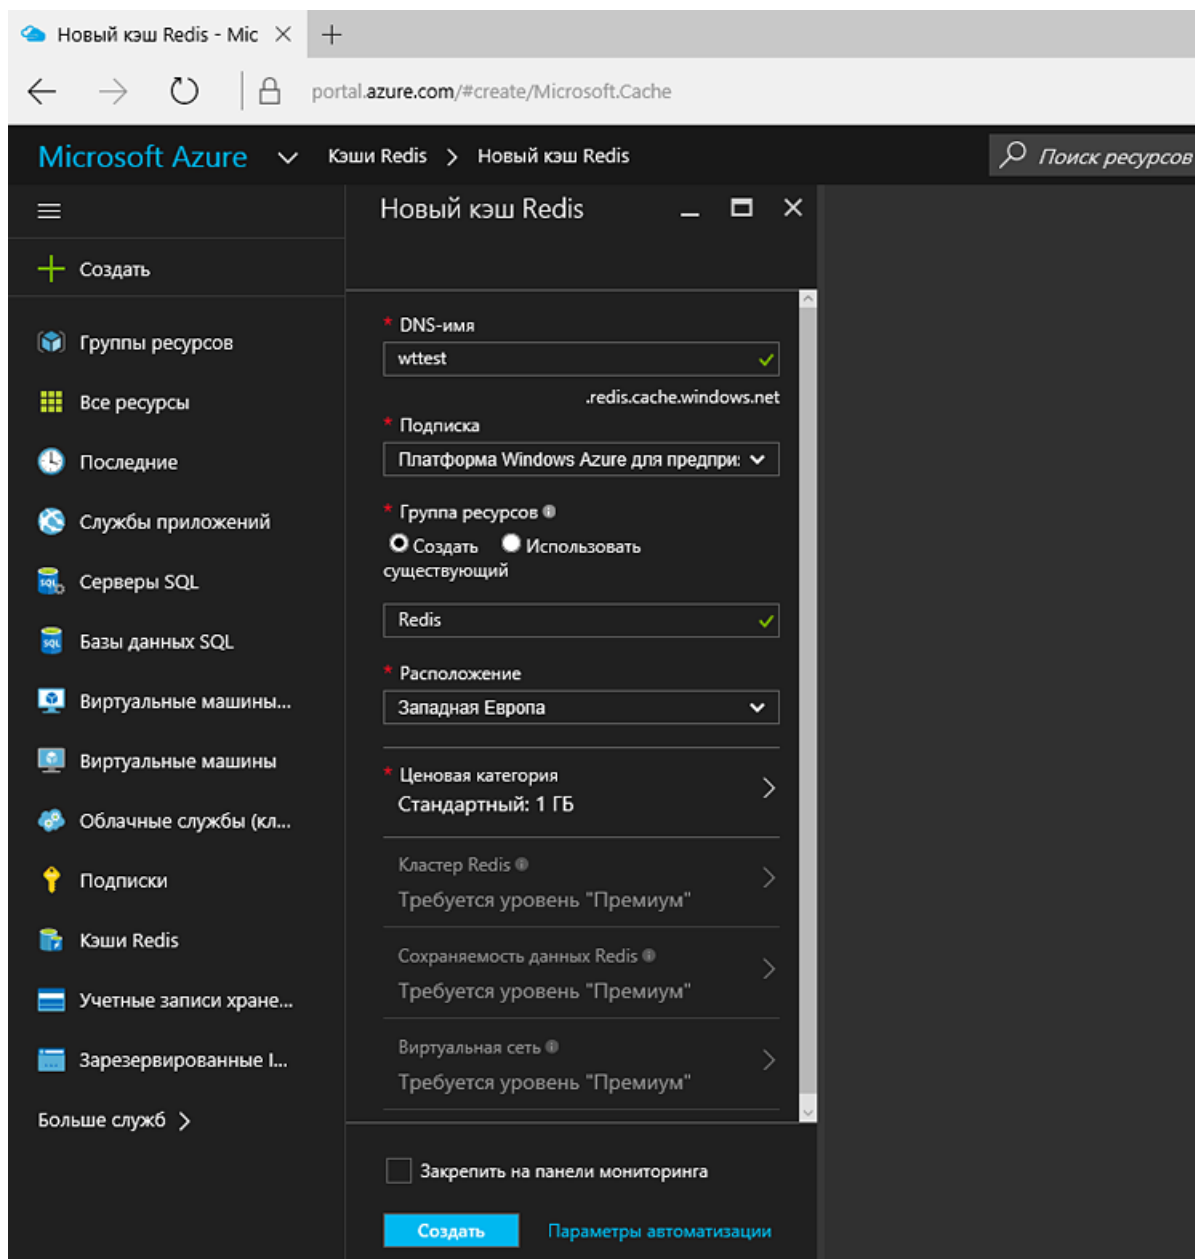 Новый кэш Redis - Mic
portal.azure.com/#create/Microsoft.Cache
Microsoft Azure Кэши Redis > Новый кэш Redis
Поиск ресурсов
Создать
Группы ресурсов
Все ресурсы
Последние
Службы приложений
Серверы SQL
Базы данных SQL
Виртуальные машины...
Виртуальные машины
Облачные службы (кл...
Подписки
Кэши Redis
Учетные записи хране...
Зарезервированные I...
Больше служб >
Новый кэш Redis
* DNS-имя
wttest
.redis.cache.windows.net
* Подписка
Платформа Windows Azure для предпри:
* Группа ресурсов
Создать Использовать
существующий
Redis
* Расположение
Западная Европа
* Ценовая категория
Стандартный: 1 ГБ
Кластер Redis
Требуется уровень "Премиум"
Сохраняемость данных Redis
Требуется уровень "Премиум"
Виртуальная сеть
Требуется уровень "Премиум"
Закрепить на панели мониторинга
Создать Параметры автоматизации